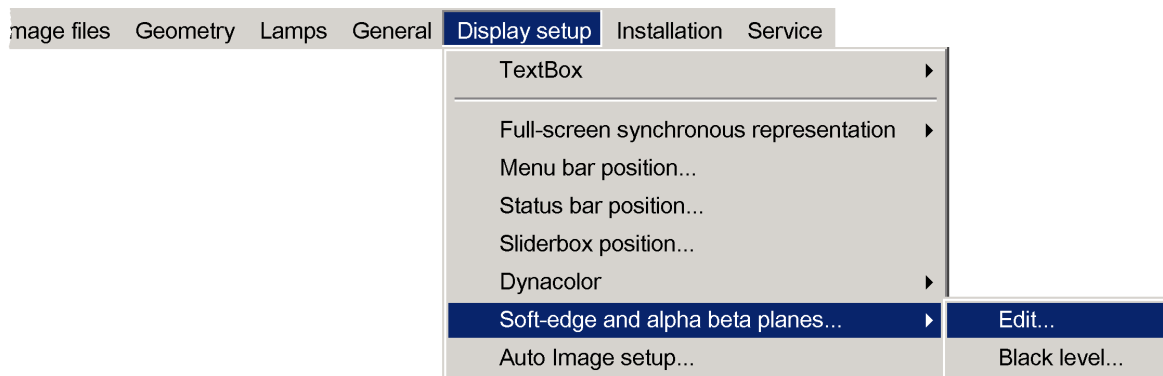 mage files Geometry Lamps General Display setup Installation Service
TextBox
Full-screen synchronous representation
Menu bar position...
Status bar position...
Sliderbox position...
Dynacolor
Soft-edge and alpha beta planes... Edit...
Auto Image setup... Black level...